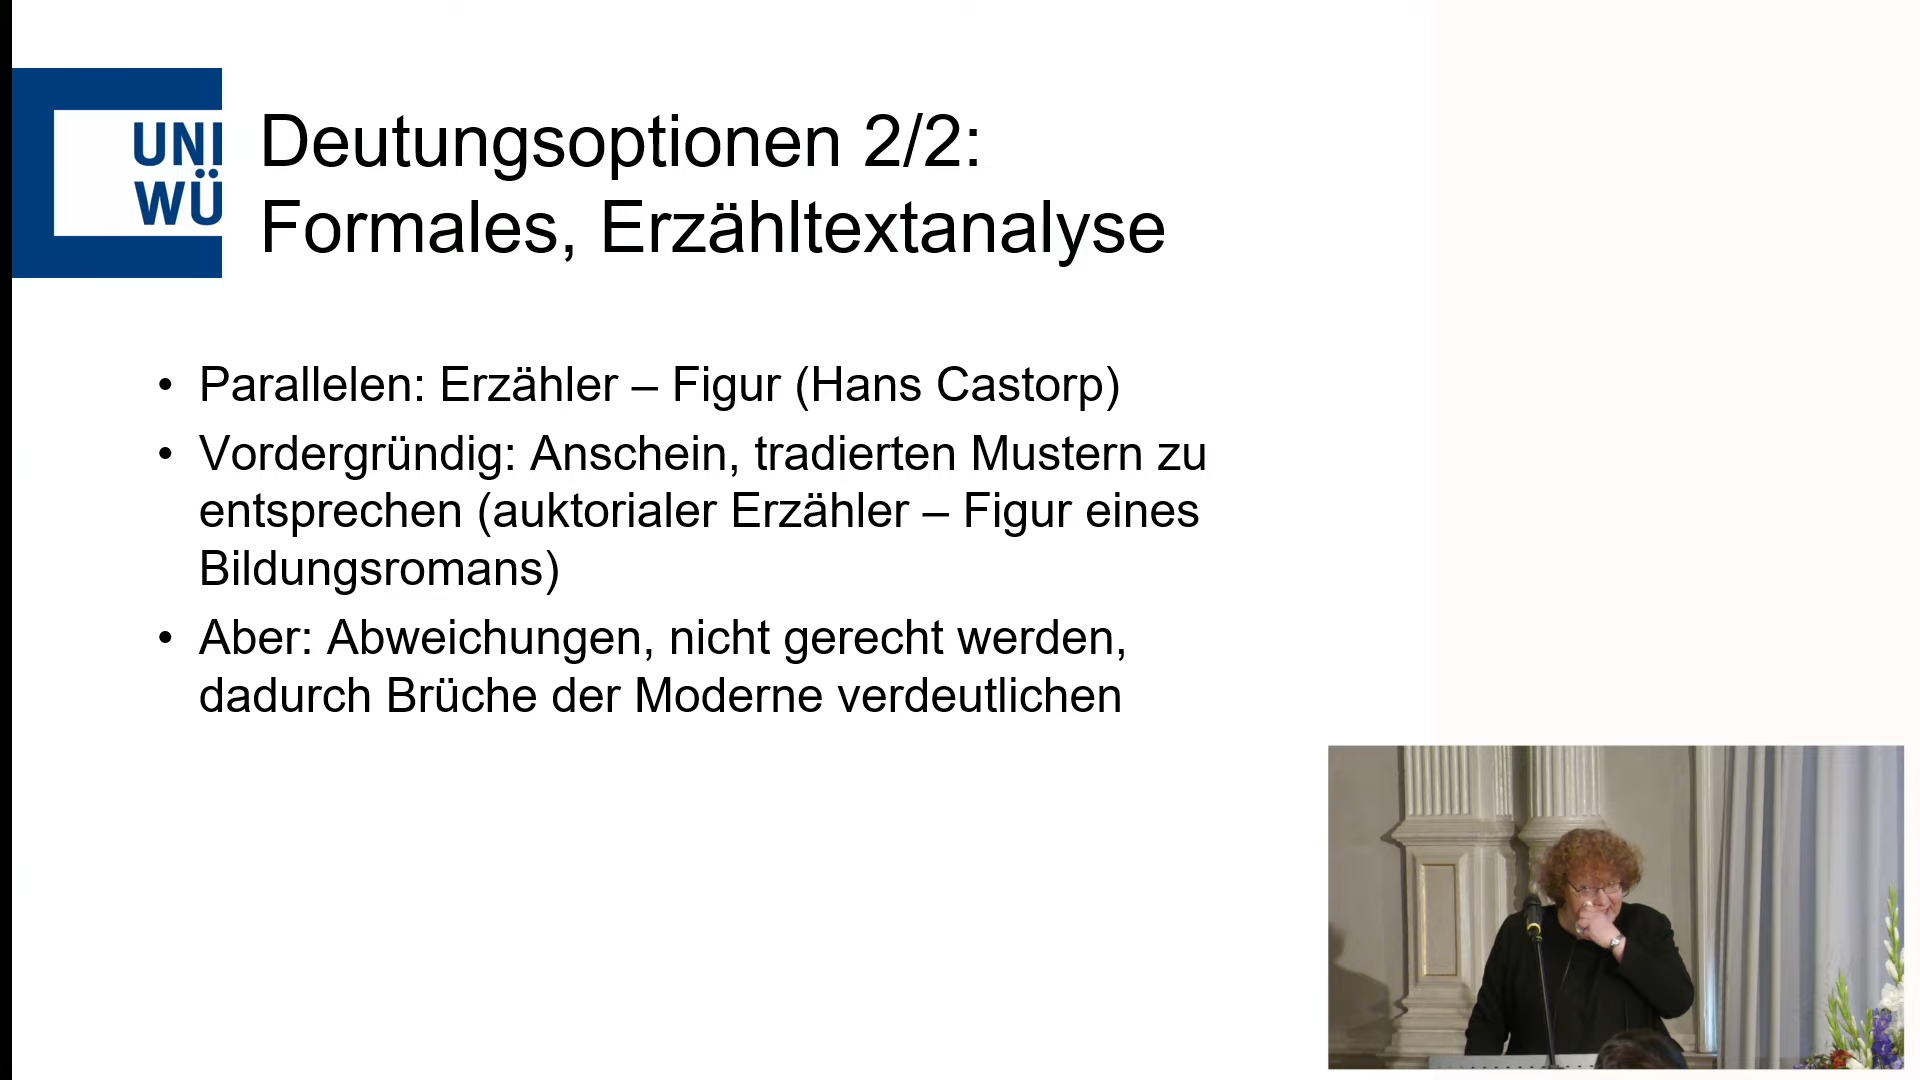 UNI
WÜ
Deutungsoptionen 2/2:
Formales, Erzähltextanalyse
• Parallelen: Erzähler – Figur (Hans Castorp)
• Vordergründig: Anschein, tradierten Mustern zu
entsprechen (auktorialer Erzähler – Figur eines
Bildungsromans)
• Aber: Abweichungen, nicht gerecht werden,
dadurch Brüche der Moderne verdeutlichen